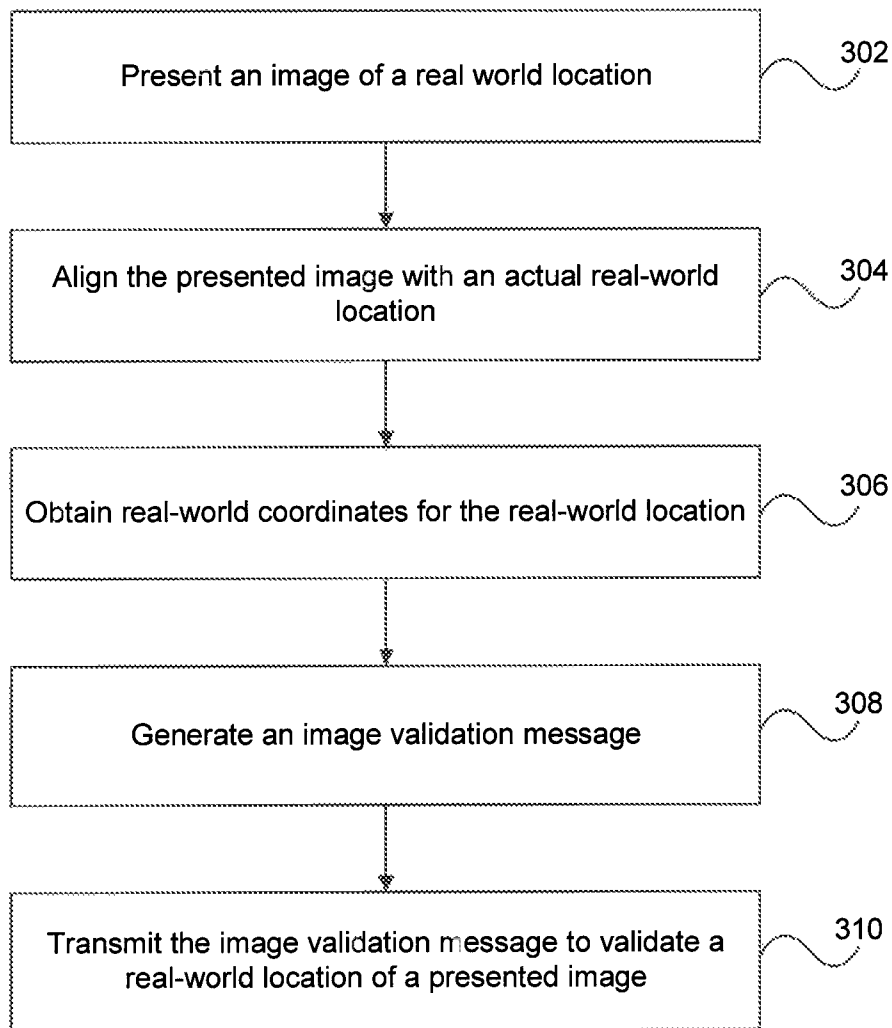 Present an image of a real world location
302
Align the presented image with an actual real-world
location
304
Obtain real-world coordinates for the real-world location
306
Generate an image validation message
308
Transmit the image validation message to validate a
real-world location of a presented image
310